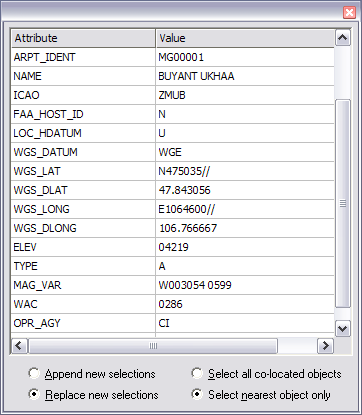 Attribute Value
ARPT_IDENT MG00001
NAME BUYANT UKHAA
ICAO ZMUB
FAA_HOST_ID N
LOC_HDATUM U
WGS_DATUM WGE
WGS_LAT N475035//
WGS_DLAT 47.843056
WGS_LONG E1064600//
WGS_DLONG 106.766667
ELEV 04219
TYPE A
MAG_VAR W003054 0599
WAC 0286
OPR_AGY CI
Append new selections Select all co-located objects
Replace new selections Select nearest object only